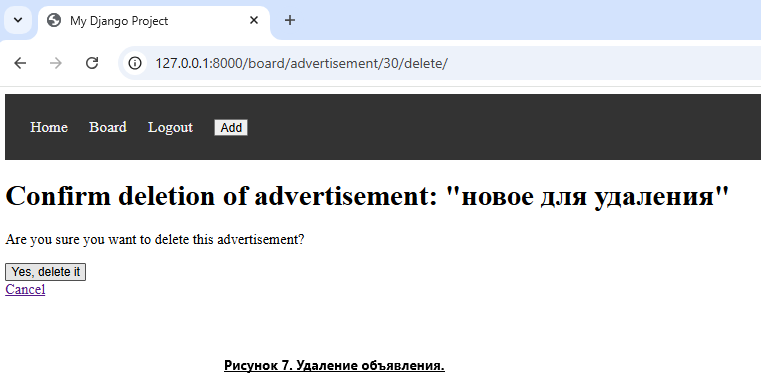 My Django Project
127.0.0.1:8000/board/advertisement/30/delete/
Home Board Logout Add
Confirm deletion of advertisement: "новое для удаления"
Are you sure you want to delete this advertisement?
Yes, delete it
Cancel
Рисунок 7. Удаление объявления.